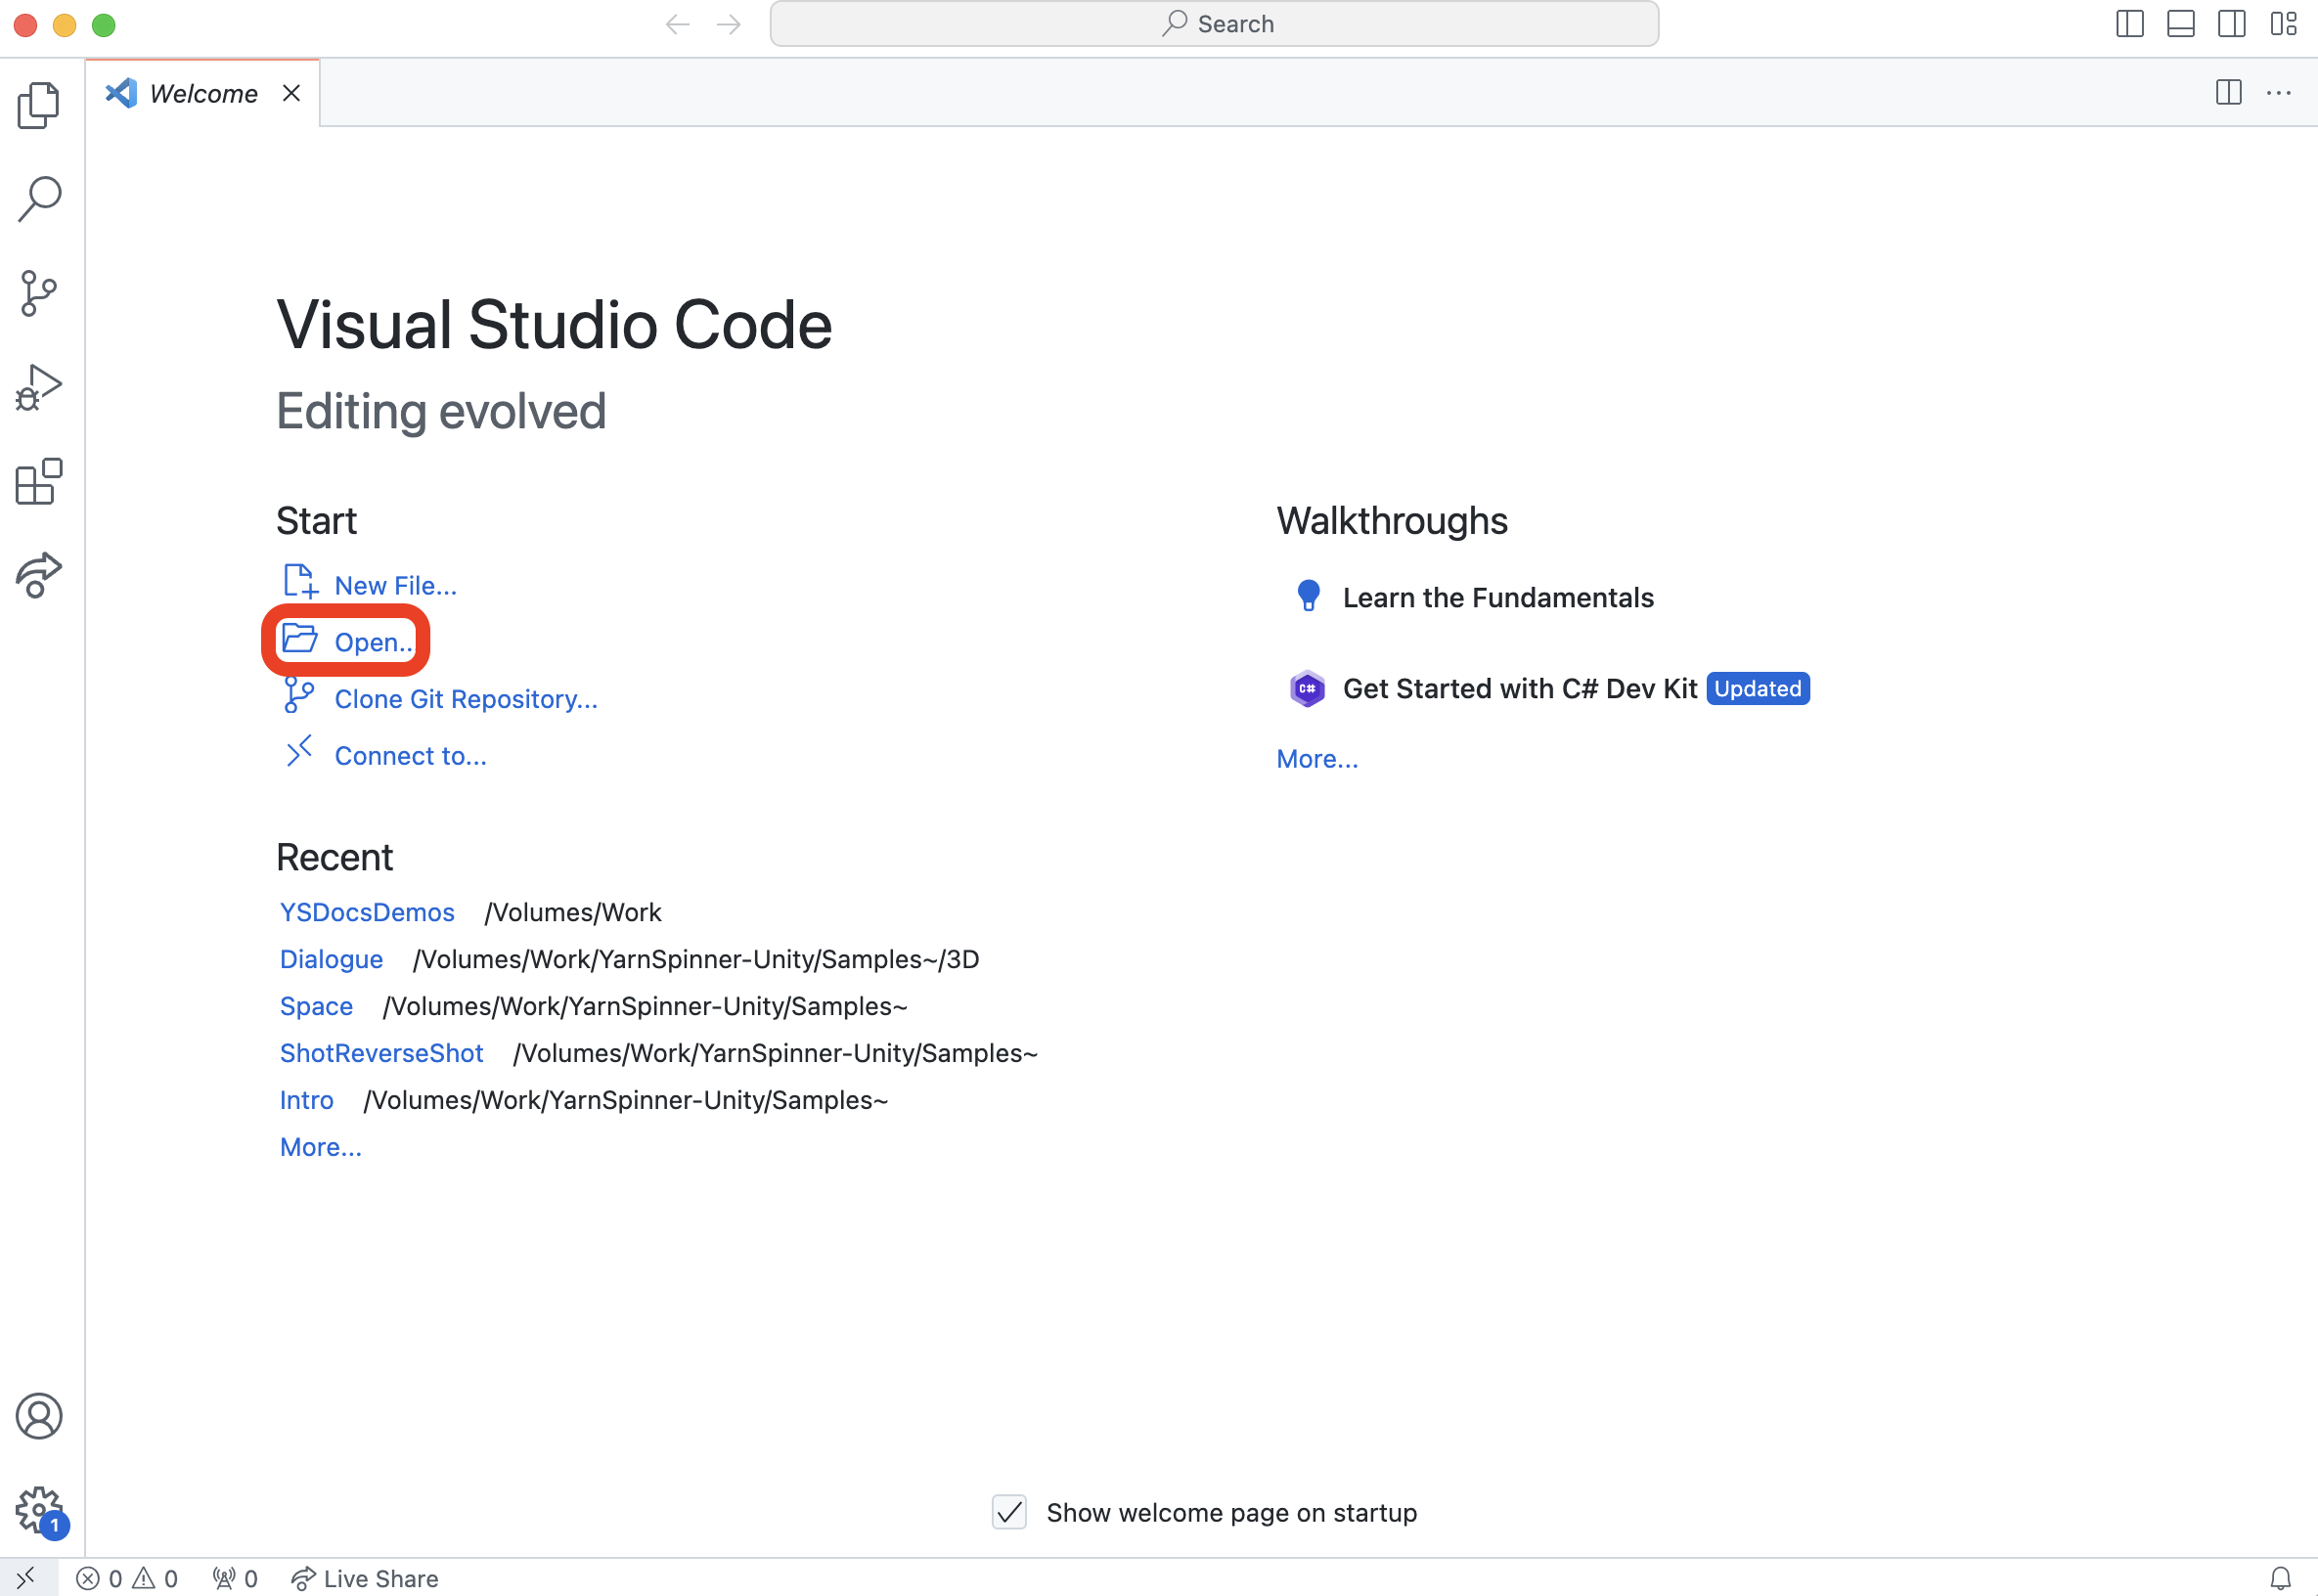 Search
Welcome
Visual Studio Code
Editing evolved
Start
New File...
Open...
Clone Git Repository...
Connect to...
Walkthroughs
Learn the Fundamentals
C# Get Started with C# Dev Kit Updated
More...
Recent
YSDocsDemos /Volumes/Work
Dialogue /Volumes/Work/YarnSpinner-Unity/Samples~/3D
Space /Volumes/Work/YarnSpinner-Unity/Samples~
ShotReverseShot /Volumes/Work/YarnSpinner-Unity/Samples~
Intro /Volumes/Work/YarnSpinner-Unity/Samples~
More...
Show welcome page on startup
1
0 0 0 Live Share